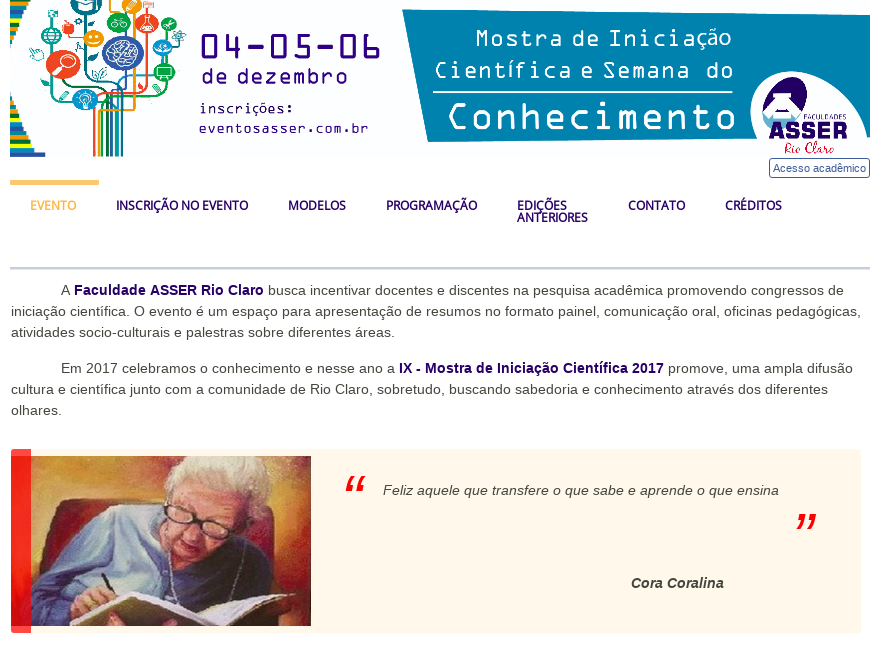 04-05-06
de dezembro
inscrições:
eventosasser.com.br
Mostra de Iniciação
Científica e Semana do
Conhecimento
FACULDADES
ASSER
Rio Claro
Acesso acadêmico
EVENTO
INSCRIÇÃO NO EVENTO
MODELOS
PROGRAMAÇÃO
EDIÇÕES
ANTERIORES
CONTATO
CRÉDITOS
A Faculdade ASSER Rio Claro busca incentivar docentes e discentes na pesquisa acadêmica promovendo congressos de
iniciação científica. O evento é um espaço para apresentação de resumos no formato painel, comunicação oral, oficinas pedagógicas,
atividades socio-culturais e palestras sobre diferentes áreas.
Em 2017 celebramos o conhecimento e nesse ano a IX - Mostra de Iniciação Científica 2017 promove, uma ampla difusão
cultura e científica junto com a comunidade de Rio Claro, sobretudo, buscando sabedoria e conhecimento através dos diferentes
olhares.
“ Feliz aquele que transfere o que sabe e aprende o que ensina
”
Cora Coralina